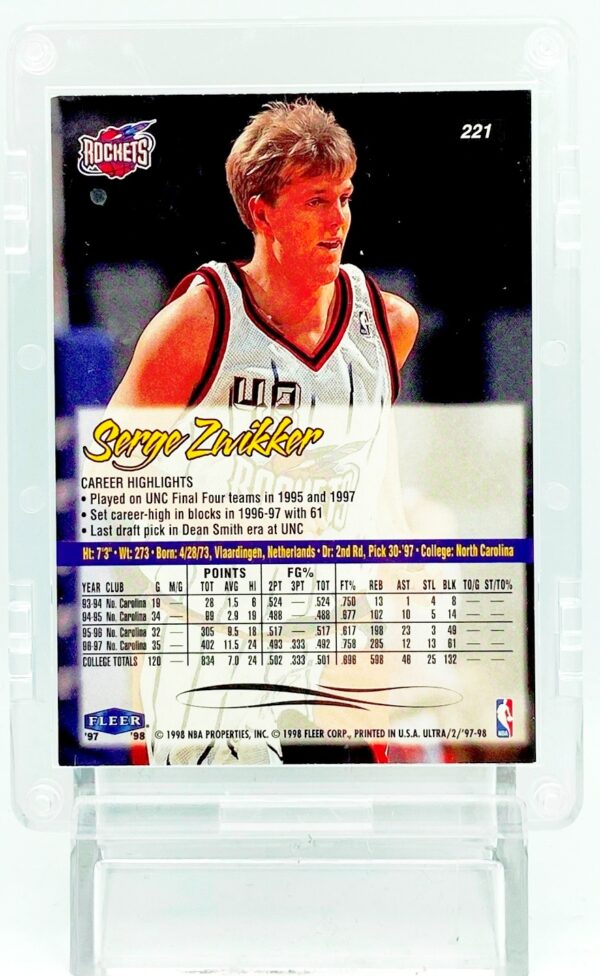 ROCKETS
221
ROCKETS
Serge Zwikker
CAREER HIGHLIGHTS
• Played on UNC Final Four teams in 1995 and 1997
• Set career-high in blocks in 1996-97 with 61
• Last draft pick in Dean Smith era at UNC
Ht: 7'3" • Wt: 273 • Born: 4/28/73, Vlaardingen, Netherlands • Dr: 2nd Rd, Pick 30-'97 • College: North Carolina
POINTS FG%
YEAR CLUB G M/G TOT AVG HI 2PT 3PT TOT FT% REB AST STL BLK TO/G ST/TO%
93-94 No. Carolina 19 — 28 1.5 6 .524 — .524 .750 13 1 4 8 — —
94-95 No. Carolina 34 — 99 2.9 19 .488 — .488 .677 102 10 5 14 — —
95-96 No. Carolina 32 — 305 9.5 .517 — .517 .617 198 23 3 49 — —
96-97 No. Carolina 35 — 402 11.5 24 .493 .333 .492 .758 285 12 13 61 — —
COLLEGE TOTALS 120 — 834 7.0 24 .502 .333 .501 .696 598 46 25 132 — —
FLEER
'97 '98
© 1998 NBA PROPERTIES, INC. © 1998 FLEER CORP., PRINTED IN U.S.A. ULTRA/2/'97-98
NBA